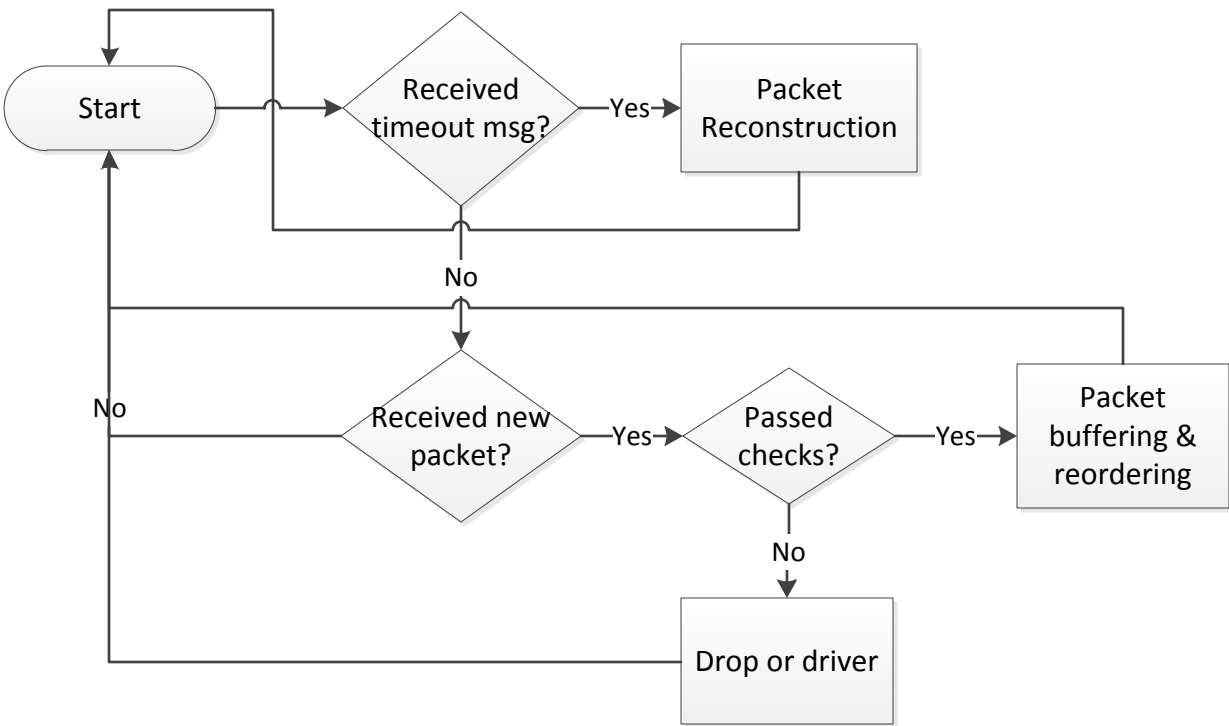 Start
Received
timeout msg?
Yes
Packet
Reconstruction
No
No
Received new
packet?
Yes
Passed
checks?
Yes
Packet
buffering &
reordering
No
Drop or driver